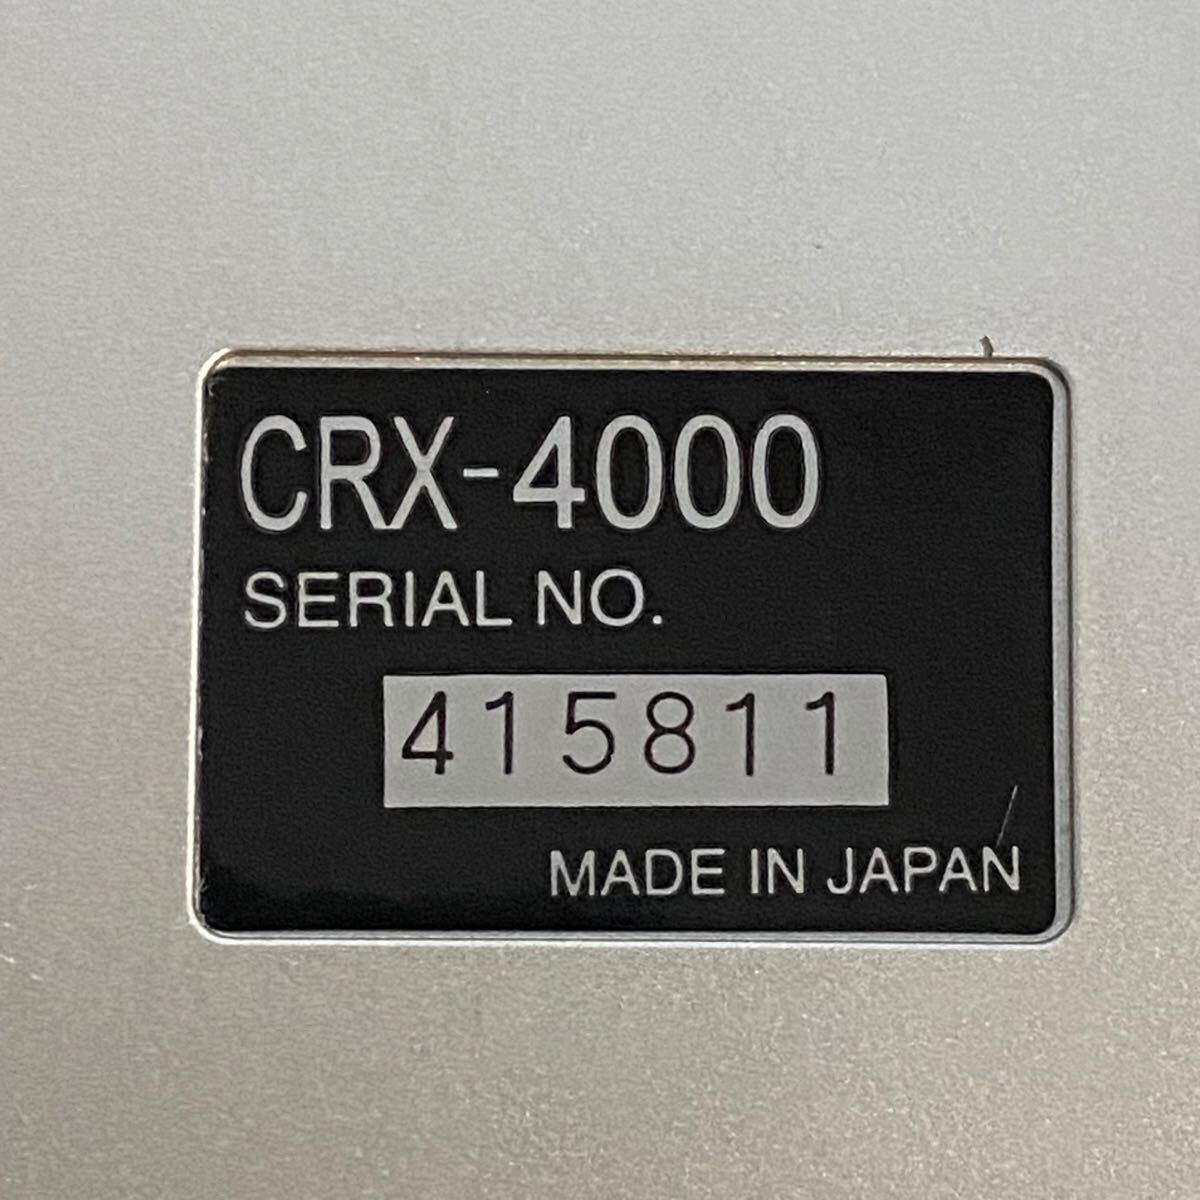 CRX-4000
SERIAL NO.
415811
MADE IN JAPAN